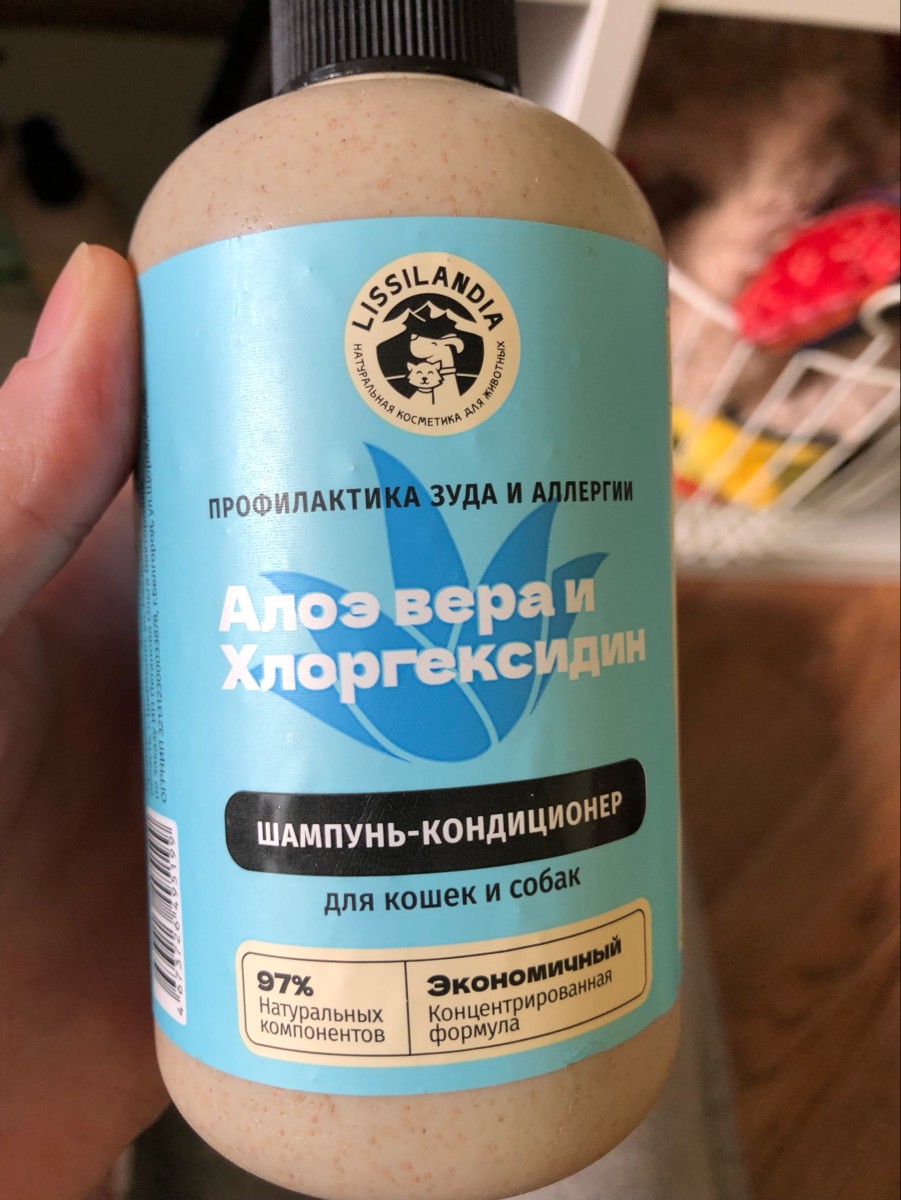 LISSILANDIA
НАТУРАЛЬНАЯ КОСМЕТИКА ДЛЯ ЖИВОТНЫХ
ПРОФИЛАКТИКА ЗУДА И АЛЛЕРГИИ
Алоэ вера и
Хлоргексидин
ШАМПУНЬ-КОНДИЦИОНЕР
для кошек и собак
97%
Натуральных
компонентов
Экономичный
Концентрированная
формула